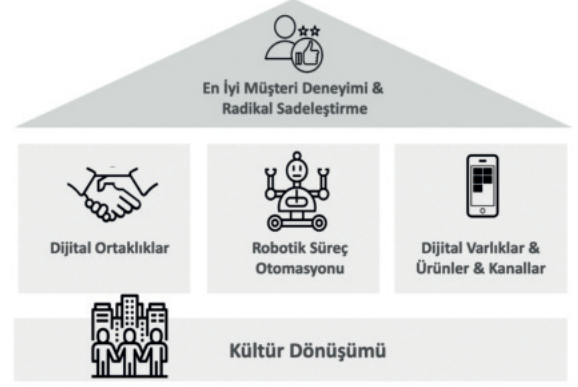 En İyi Müşteri Deneyimi &
Radikal Sadeleştirme
Dijital Ortaklıklar
Robotik Süreç
Otomasyonu
Dijital Varlıklar &
Ürünler & Kanallar
Kültür Dönüşümü